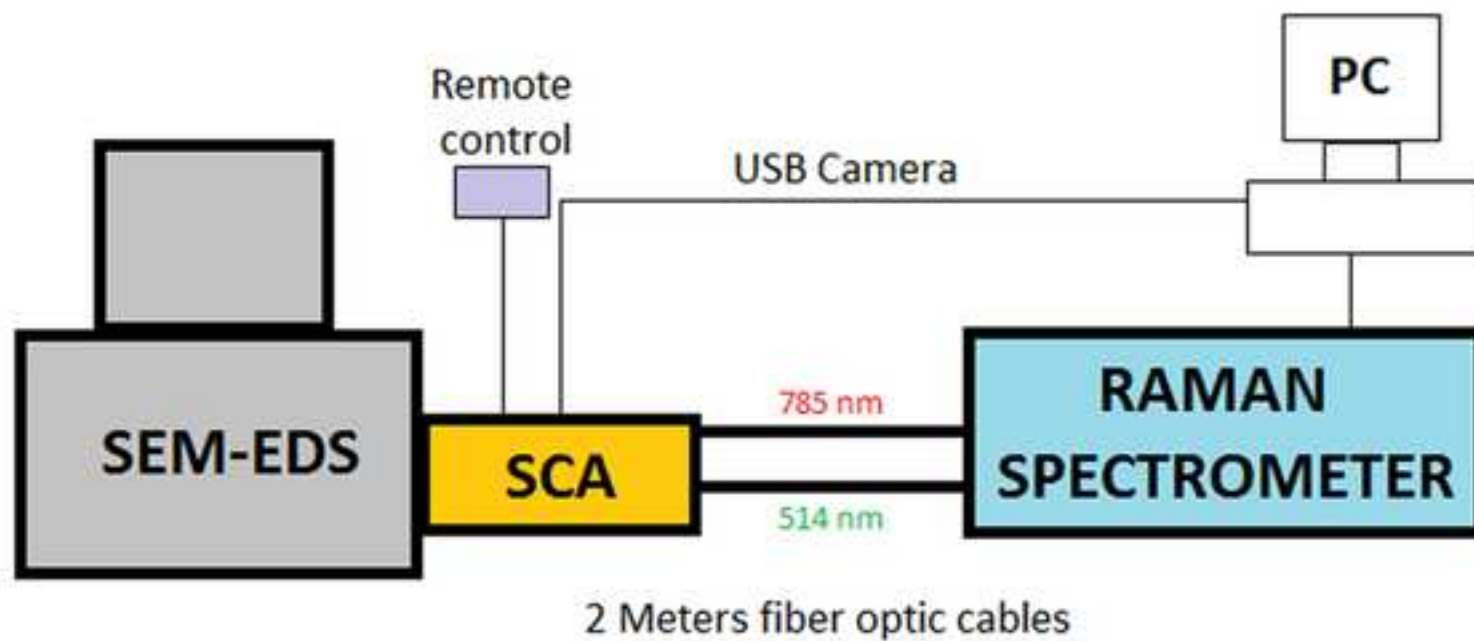 Remote
control
PC
USB Camera
SEM-EDS
SCA
785 nm
514 nm
RAMAN
SPECTROMETER
2 Meters fiber optic cables